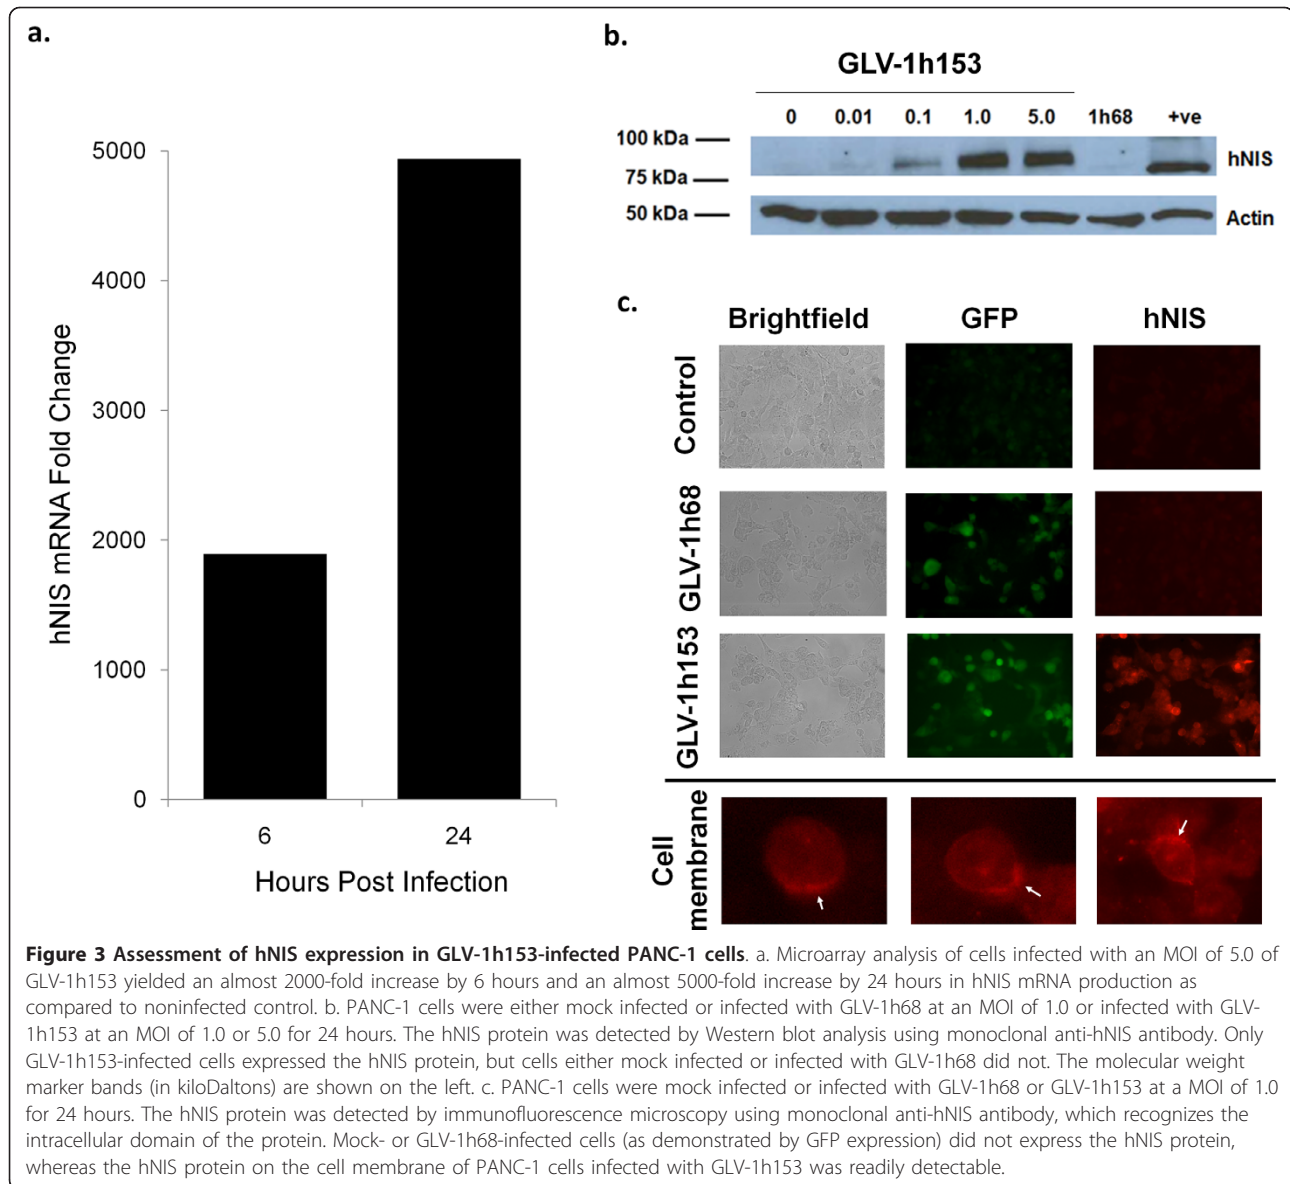 a.
5000
4000
3000
2000
1000
0
hNIS mRNA Fold Change
6
24
Hours Post Infection
b.
GLV-1h153
0 0.01 0.1 1.0 5.0 1h68 +ve
100 kDa
75 kDa
50 kDa
hNIS
Actin
c.
Brightfield GFP hNIS
Control
GLV-1h68
GLV-1h153
Cell
membrane
Figure 3 Assessment of hNIS expression in GLV-1h153-infected PANC-1 cells. a. Microarray analysis of cells infected with an MOI of 5.0 of
GLV-1h153 yielded an almost 2000-fold increase by 6 hours and an almost 5000-fold increase by 24 hours in hNIS mRNA production as
compared to noninfected control. b. PANC-1 cells were either mock infected or infected with GLV-1h68 at an MOI of 1.0 or infected with GLV-
1h153 at an MOI of 1.0 or 5.0 for 24 hours. The hNIS protein was detected by Western blot analysis using monoclonal anti-hNIS antibody. Only
GLV-1h153-infected cells expressed the hNIS protein, but cells either mock infected or infected with GLV-1h68 did not. The molecular weight
marker bands (in kiloDaltons) are shown on the left. c. PANC-1 cells were mock infected or infected with GLV-1h68 or GLV-1h153 at a MOI of 1.0
for 24 hours. The hNIS protein was detected by immunofluorescence microscopy using monoclonal anti-hNIS antibody, which recognizes the
intracellular domain of the protein. Mock- or GLV-1h68-infected cells (as demonstrated by GFP expression) did not express the hNIS protein,
whereas the hNIS protein on the cell membrane of PANC-1 cells infected with GLV-1h153 was readily detectable.